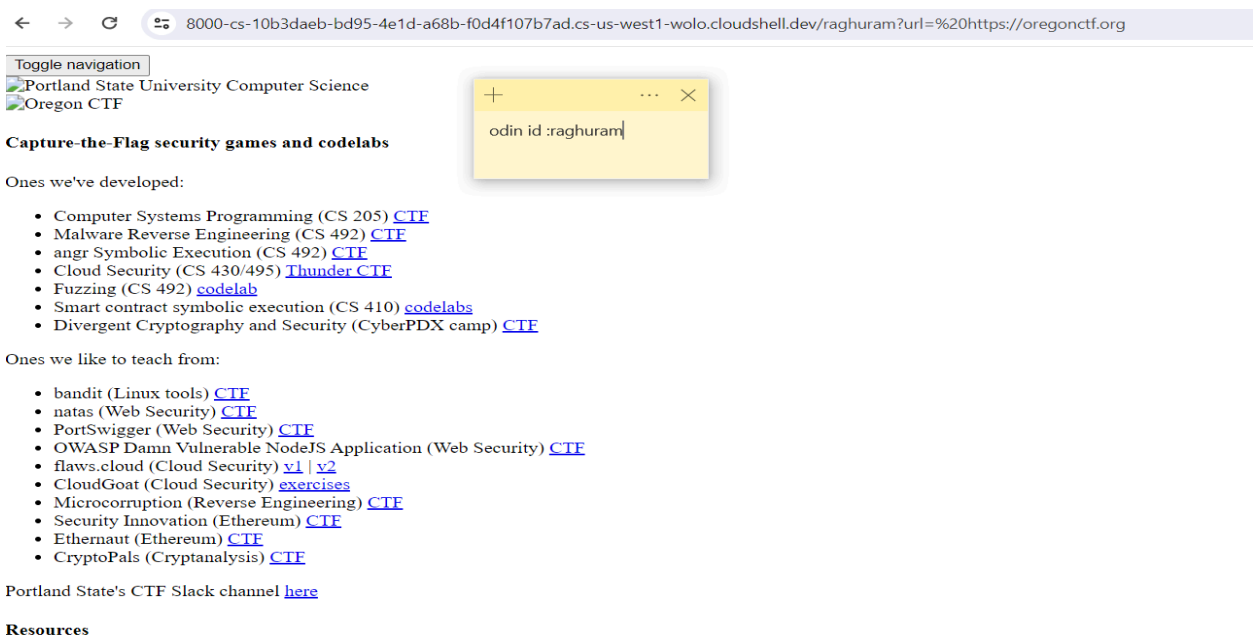 8000-cs-10b3daeb-bd95-4e1d-a68b-f0d4f107b7ad.cs-us-west1-wolo.cloudshell.dev/raghuram?url=%20https://oregonctf.org
Toggle navigation
Portland State University Computer Science
Oregon CTF
odin id :raghuram
Capture-the-Flag security games and codelabs
Ones we've developed:
Computer Systems Programming (CS 205) CTF
Malware Reverse Engineering (CS 492) CTF
angr Symbolic Execution (CS 492) CTF
Cloud Security (CS 430/495) Thunder CTF
Fuzzing (CS 492) codelab
Smart contract symbolic execution (CS 410) codelabs
Divergent Cryptography and Security (CyberPDX camp) CTF
Ones we like to teach from:
bandit (Linux tools) CTF
natas (Web Security) CTF
PortSwigger (Web Security) CTF
OWASP Damn Vulnerable NodeJS Application (Web Security) CTF
flaws.cloud (Cloud Security) v1 | v2
CloudGoat (Cloud Security) exercises
Microcorruption (Reverse Engineering) CTF
Security Innovation (Ethereum) CTF
Ethernaut (Ethereum) CTF
CryptoPals (Cryptanalysis) CTF
Portland State's CTF Slack channel here
Resources